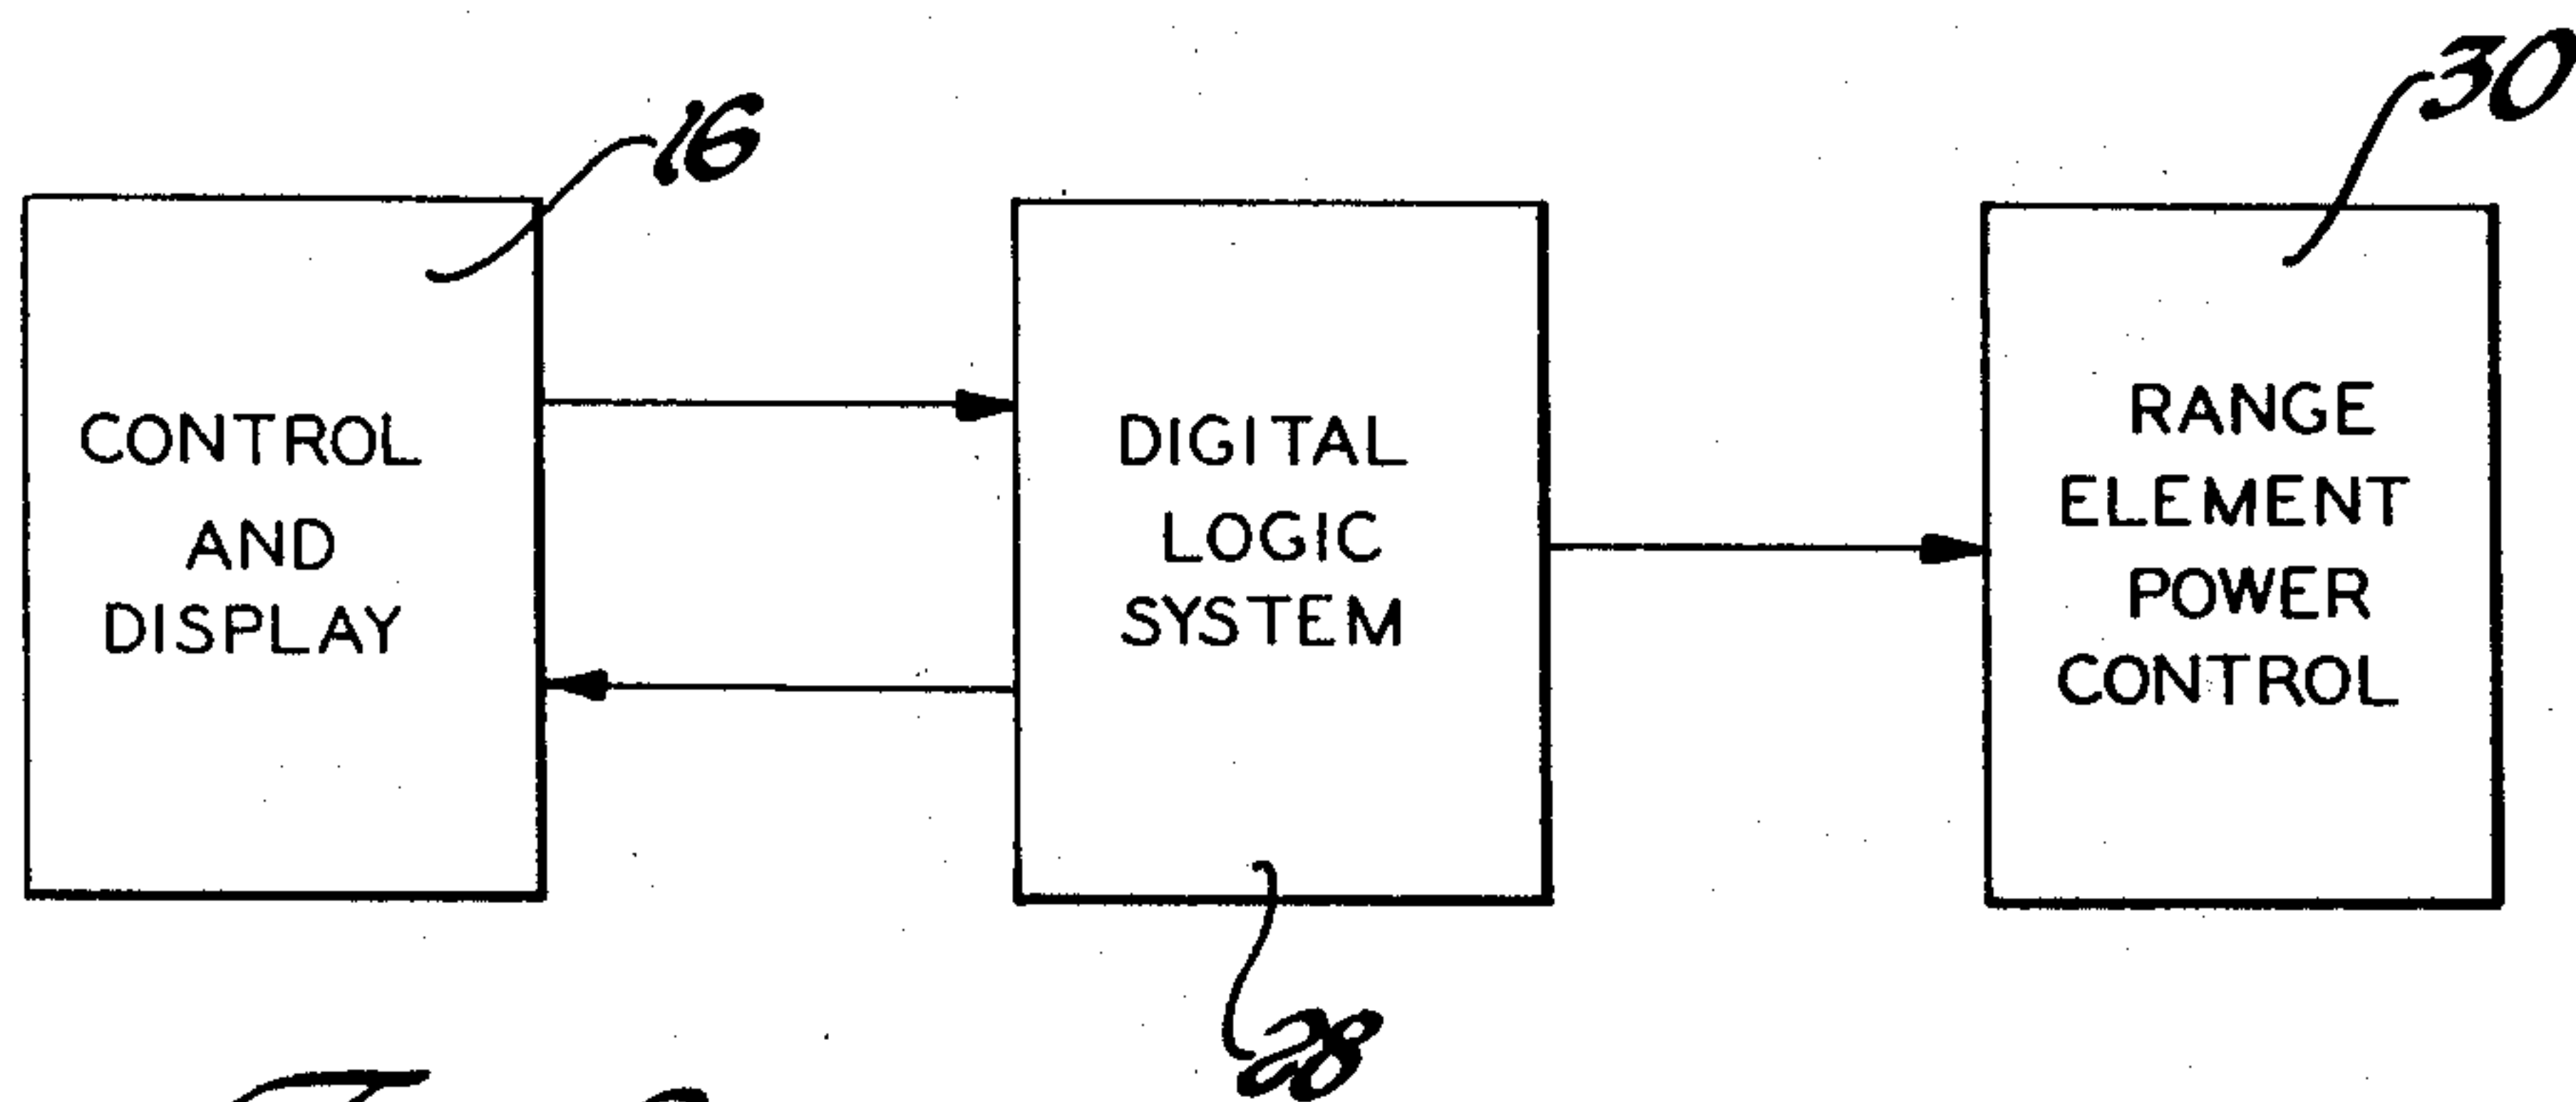 16
30
CONTROL
AND
DISPLAY
DIGITAL
LOGIC
SYSTEM
RANGE
ELEMENT
POWER
CONTROL
28